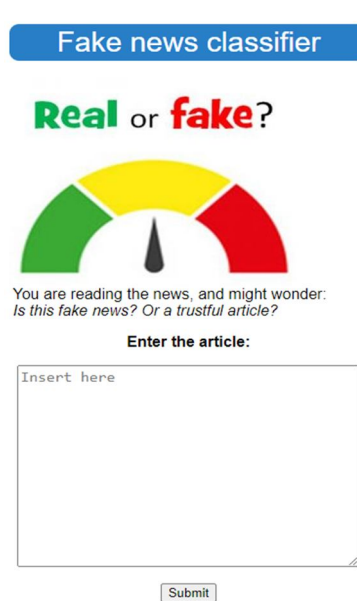 Fake news classifier
Real or fake?
You are reading the news, and might wonder:
Is this fake news? Or a trustful article?
Enter the article:
Insert here
Submit